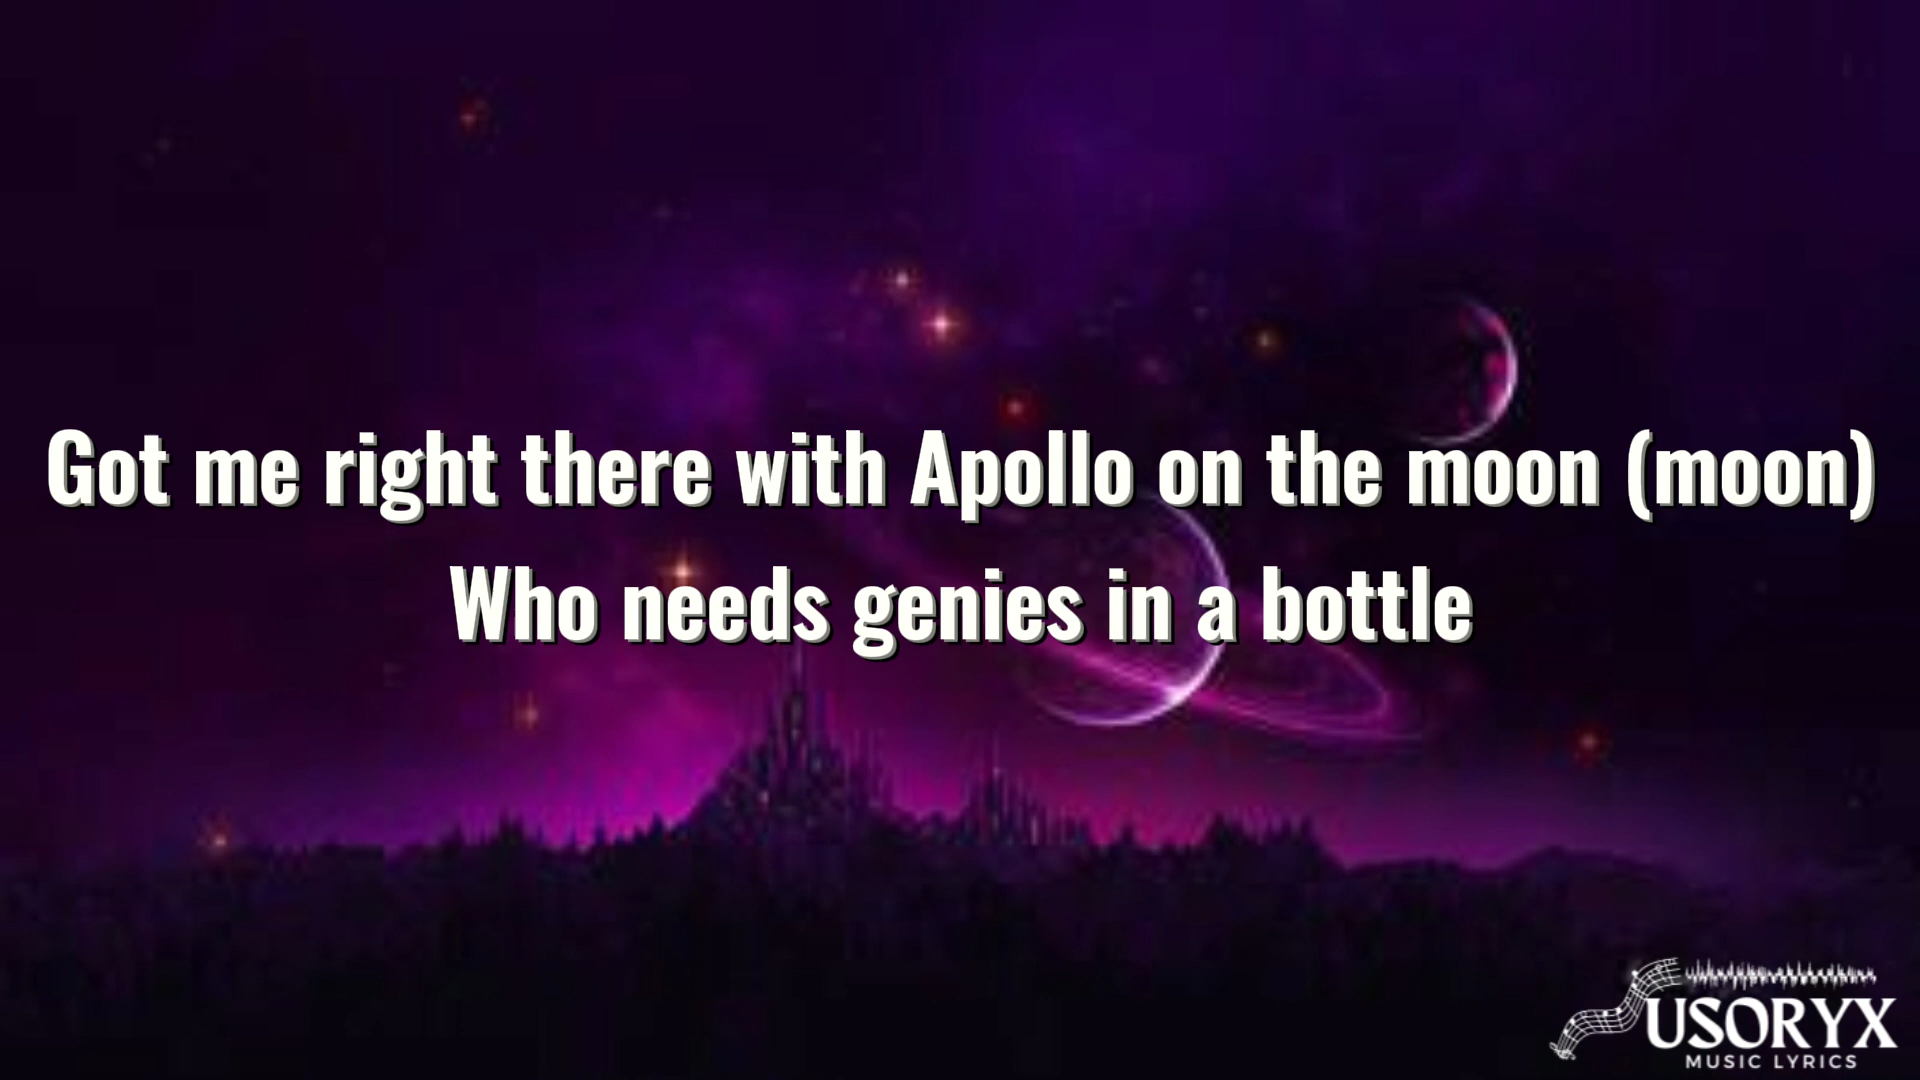 Got me right there with Apollo on the moon (moon)
Who needs genies in a bottle
USORYX
MUSIC LYRICS